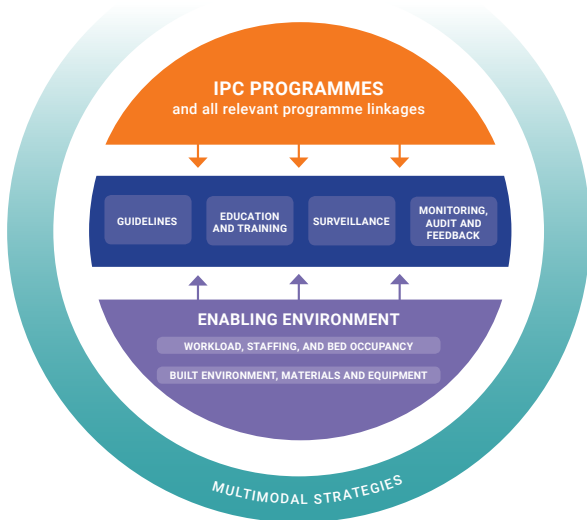 IPC PROGRAMMES
and all relevant programme linkages
GUIDELINES
EDUCATION
AND TRAINING
SURVEILLANCE
MONITORING,
AUDIT AND
FEEDBACK
ENABLING ENVIRONMENT
WORKLOAD, STAFFING, AND BED OCCUPANCY
BUILT ENVIRONMENT, MATERIALS AND EQUIPMENT
MULTIMODAL STRATEGIES